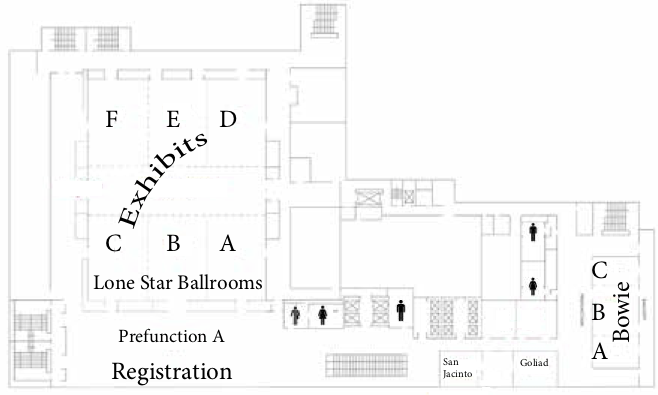 F E D
Exhibits
C B A
Lone Star Ballrooms
Prefunction A
Registration
San
Jacinto
Goliad
C
B
A
Bowie